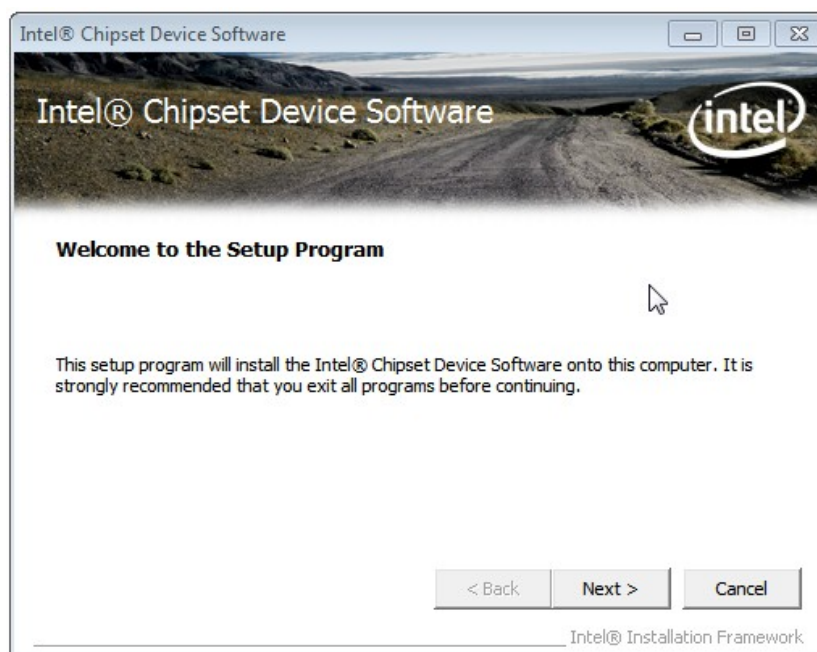 Intel® Chipset Device Software
Intel® Chipset Device Software
intel
Welcome to the Setup Program
This setup program will install the Intel® Chipset Device Software onto this computer. It is
strongly recommended that you exit all programs before continuing.
< Back Next > Cancel
Intel® Installation Framework